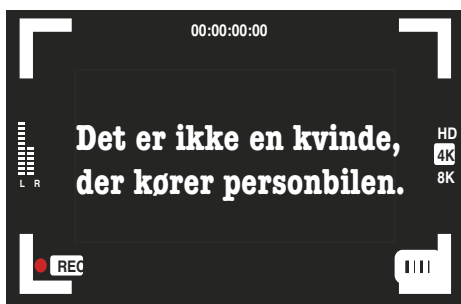 00:00:00:00
Det er ikke en kvinde,
der kører personbilen.
HD
4K
8K
L R
REC